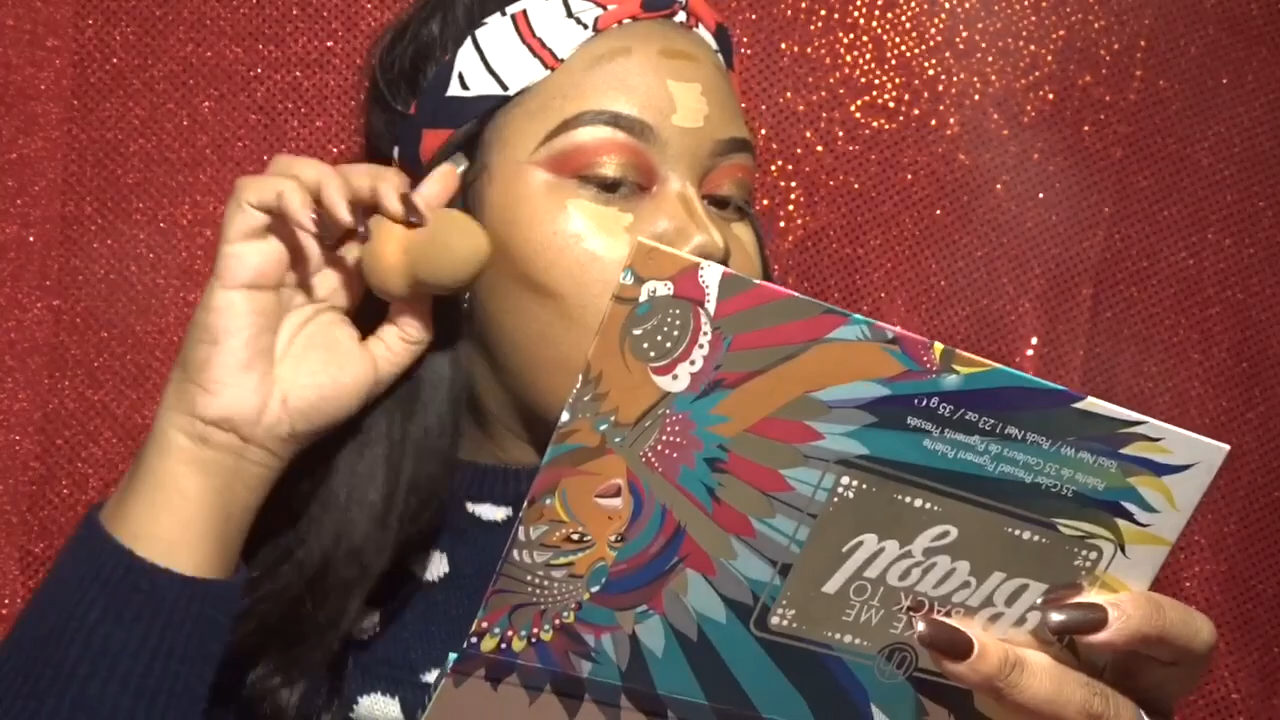 KE ME
BACK TO
Brazil
35 Color Pressed Pigment Palette
Palette de 35 Couleurs de Pigments Pressés
Total Net Wt / Poids Net 1.23 oz / 35 g